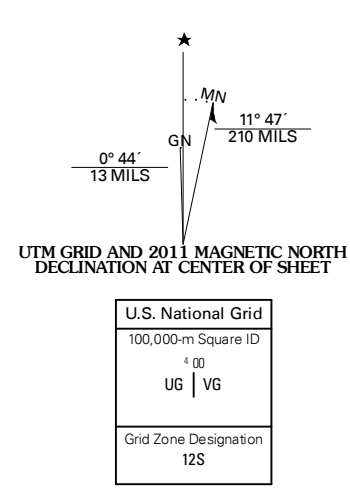 ★
MN
11° 47´
210 MILS
GN
0° 44´
13 MILS
UTM GRID AND 2011 MAGNETIC NORTH
DECLINATION AT CENTER OF SHEET
U.S. National Grid
100,000-m Square ID
4 00
UG VG
Grid Zone Designation
12S